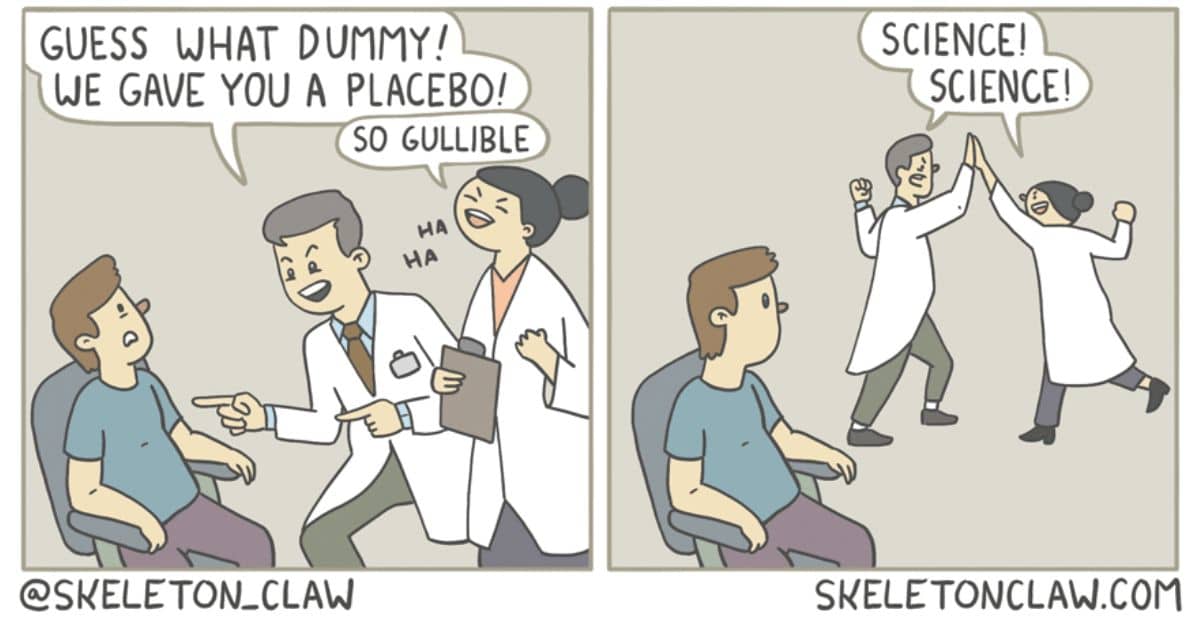 GUESS WHAT DUMMY!
WE GAVE YOU A PLACEBO!
SO GULLIBLE
HA
HA
SCIENCE!
SCIENCE!
@SKELETON_CLAW
SKELETONCLAW.COM